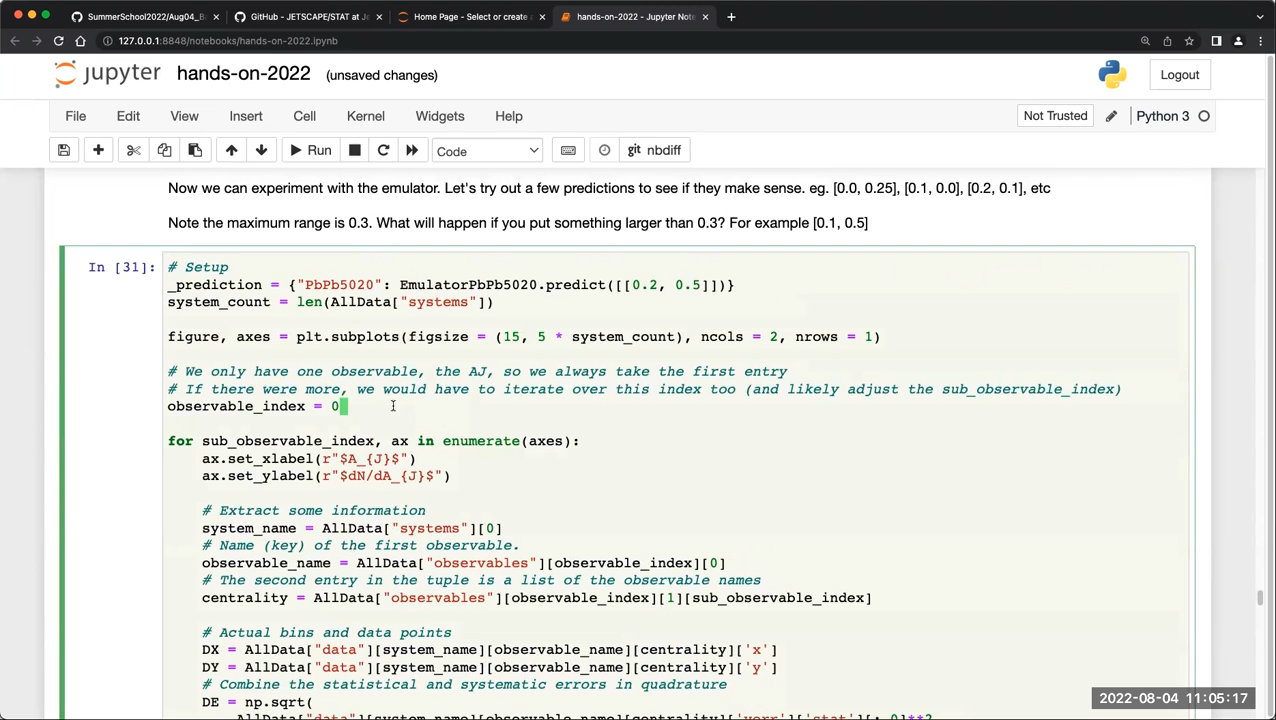 SummerSchool2022/Aug04_Ba
GitHub - JETSCAPE/STAT at Je
Home Page - Select or create a
hands-on-2022 - Jupyter Note
127.0.0.1:8848/notebooks/hands-on-2022.ipynb
jupyter hands-on-2022 (unsaved changes)
Logout
File Edit View Insert Cell Kernel Widgets Help
Not Trusted
Python 3
Run
Code
git nbdiff
Now we can experiment with the emulator. Let's try out a few predictions to see if they make sense. eg. [0.0, 0.25], [0.1, 0.0], [0.2, 0.1], etc
Note the maximum range is 0.3. What will happen if you put something larger than 0.3? For example [0.1, 0.5]
In [31]:
# Setup
_prediction = {"PbPb5020": EmulatorPbPb5020.predict([[0.2, 0.5]])}
system_count = len(AllData["systems"])
figure, axes = plt.subplots(figsize = (15, 5 * system_count), ncols = 2, nrows = 1)
# We only have one observable, the AJ, so we always take the first entry
# If there were more, we would have to iterate over this index too (and likely adjust the sub_observable_index)
observable_index = 0
for sub_observable_index, ax in enumerate(axes):
ax.set_xlabel(r"$A_{J}$")
ax.set_ylabel(r"$dN/dA_{J}$")
# Extract some information
system_name = AllData["systems"][0]
# Name (key) of the first observable.
observable_name = AllData["observables"][observable_index][0]
# The second entry in the tuple is a list of the observable names
centrality = AllData["observables"][observable_index][1][sub_observable_index]
# Actual bins and data points
DX = AllData["data"][system_name][observable_name][centrality]['x']
DY = AllData["data"][system_name][observable_name][centrality]['y']
# Combine the statistical and systematic errors in quadrature
DE = np.sqrt(
AllData["data"][system_name][observable_name][centrality]['yerr']['stat'][:,0]**2
2022-08-04 11:05:17